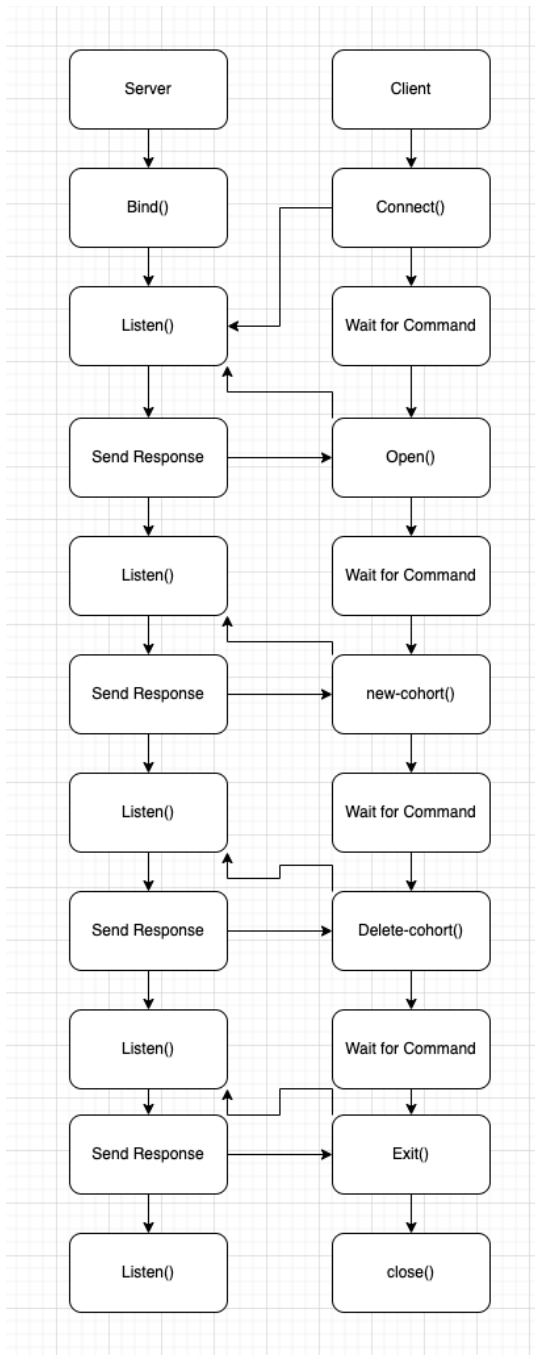 Server
Client
Bind()
Connect()
Listen()
Wait for Command
Send Response
Open()
Listen()
Wait for Command
Send Response
new-cohort()
Listen()
Wait for Command
Send Response
Delete-cohort()
Listen()
Wait for Command
Send Response
Exit()
Listen()
close()